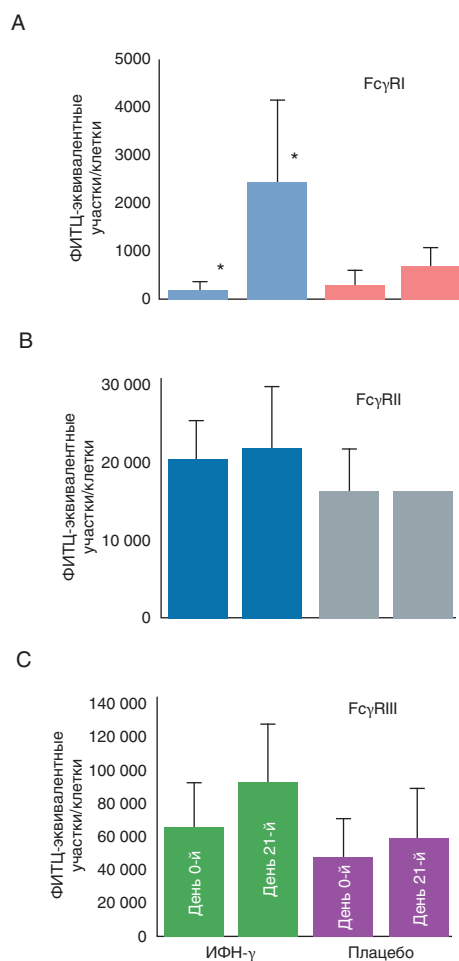 A
ФИТЦ-эквивалентные
участки/клетки
5000
4000
3000
2000
1000
0
FcγRI
*
*
B
ФИТЦ-эквивалентные
участки/клетки
30 000
20 000
10 000
0
FcγRII
C
ФИТЦ-эквивалентные
участки/клетки
140 000
120 000
100 000
80 000
60 000
40 000
20 000
0
FcγRIII
День 0-й
День 21-й
День 0-й
День 21-й
ИФН-γ
Плацебо